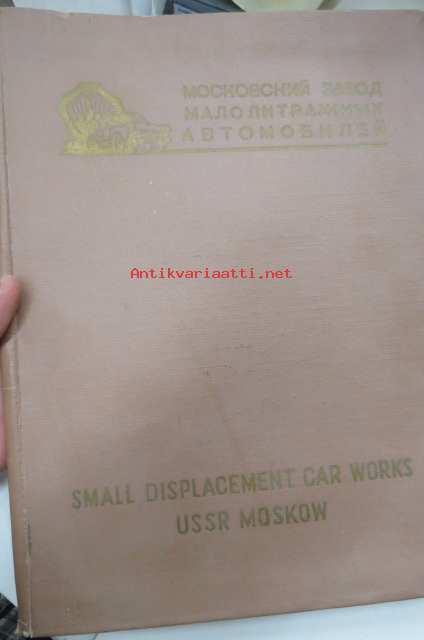 МОСКОВСКИЙ ЗАВОД
МАЛОЛИТРАЖНЫХ
АВТОМОБИЛЕЙ
Antikvariaatti.net
SMALL DISPLACEMENT CAR WORKS
USSR MOSKOW